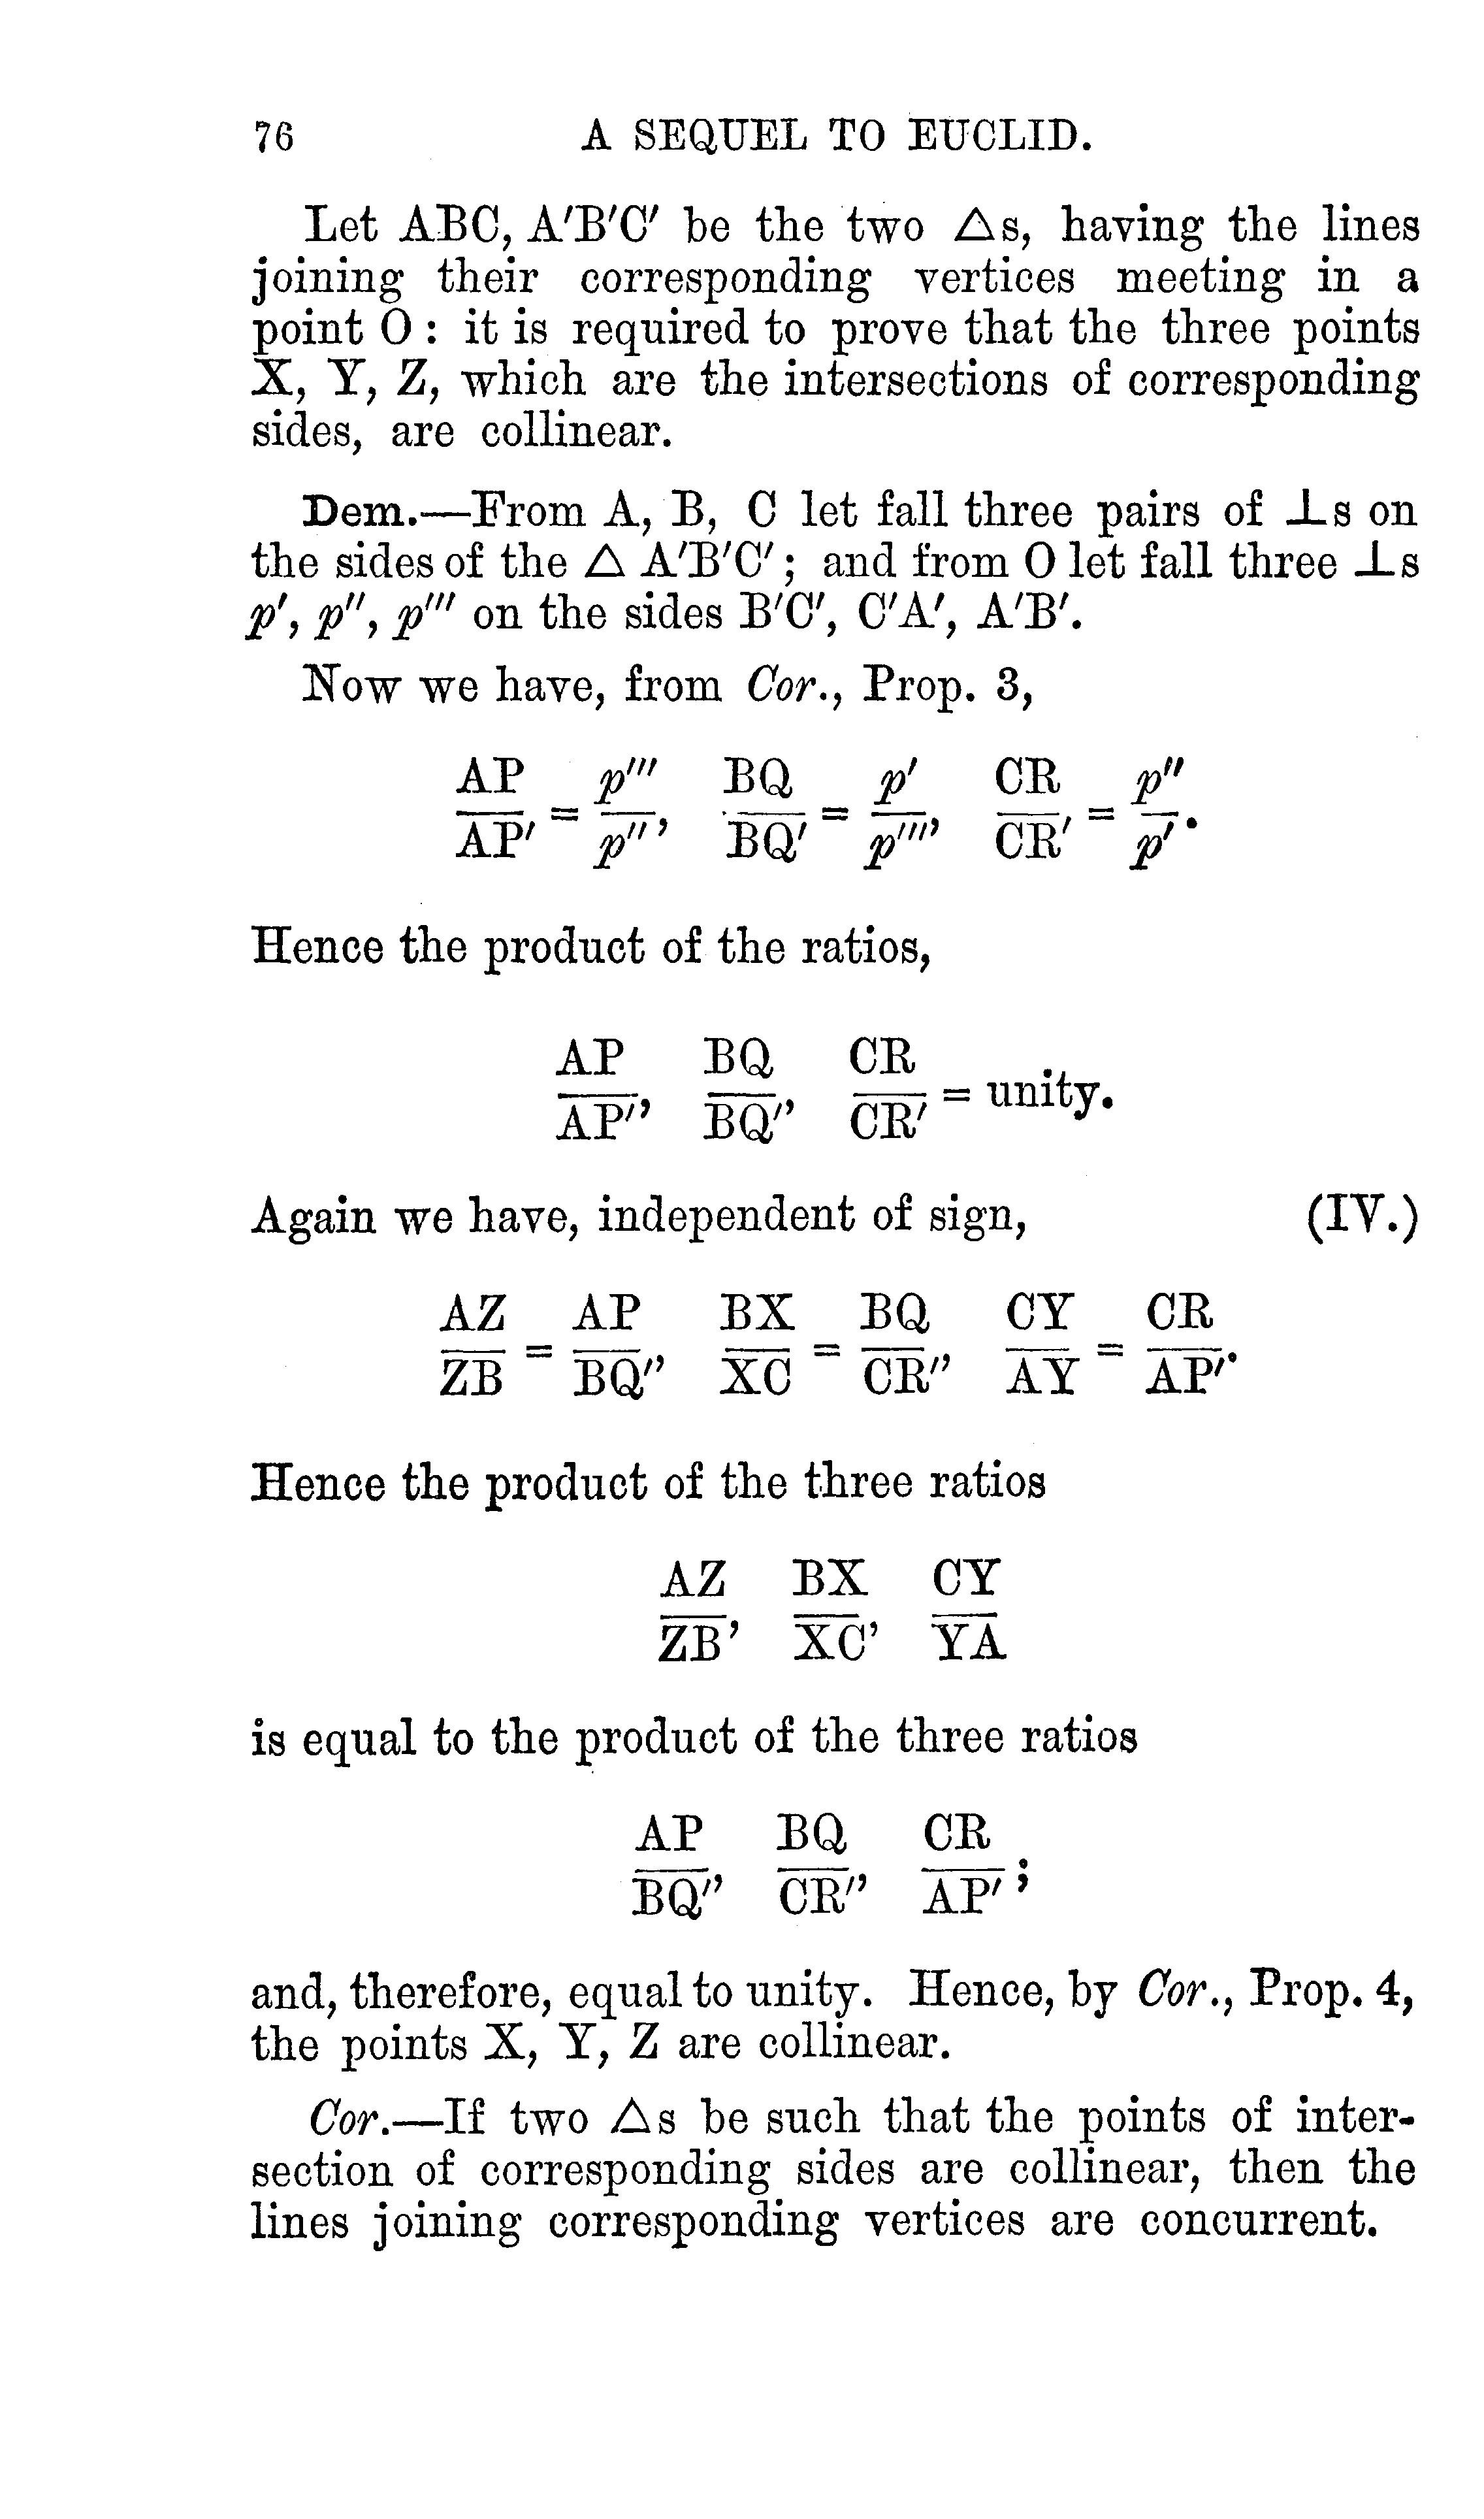 76 A SEQUEL TO EUCLID.
Let ABC, A′B′C′ be the two △s, having the lines
joining their corresponding vertices meeting in a
point O : it is required to prove that the three points
X, Y, Z, which are the intersections of corresponding
sides, are collinear.
Dem.—From A, B, C let fall three pairs of ⊥s on
the sides of the △ A′B′C′ ; and from O let fall three ⊥s
p′, p″, p‴ on the sides B′C′, C′A′, A′B′.
Now we have, from Cor., Prop. 3,
AP/AP′ = p‴/p″, BQ/BQ′ = p′/p‴, CR/CR′ = p″/p′.
Hence the product of the ratios,
AP/AP′, BQ/BQ′, CR/CR′ = unity.
Again we have, independent of sign, (IV.)
AZ/ZB = AP/BQ′, BX/XC = BQ/CR′, CY/AY = CR/AP′.
Hence the product of the three ratios
AZ/ZB, BX/XC, CY/YA
is equal to the product of the three ratios
AP/BQ′, BQ/CR′, CR/AP′ ;
and, therefore, equal to unity. Hence, by Cor., Prop. 4,
the points X, Y, Z are collinear.
Cor.—If two △s be such that the points of inter-
section of corresponding sides are collinear, then the
lines joining corresponding vertices are concurrent.